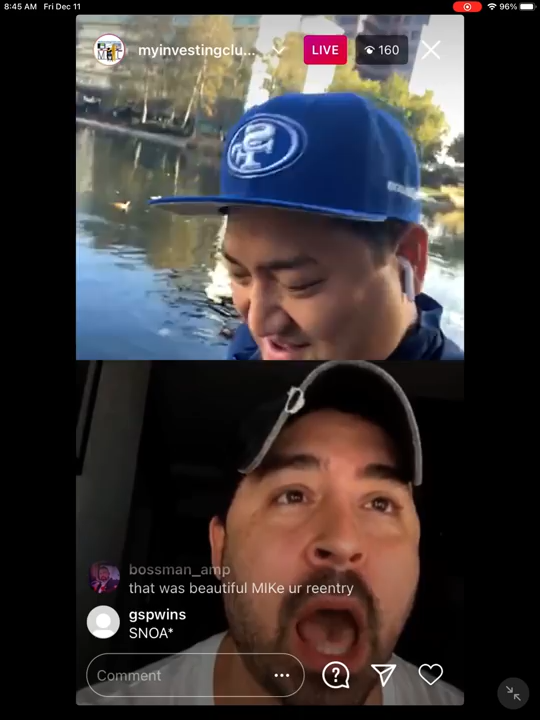 8:45 AM Fri Dec 11
96%
myinvestingclu...
LIVE
160
SF
bossman_amp
that was beautiful MIKe ur reentry
gspwins
SNOA*
Comment